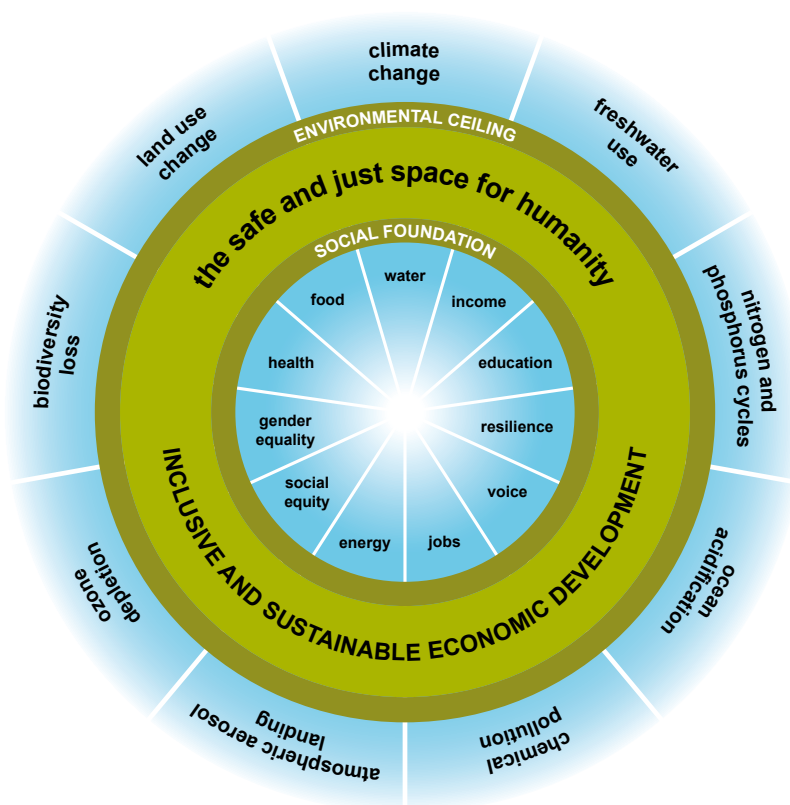 climate
change
freshwater
use
nitrogen and
phosphorus cycles
ocean
acidification
chemical
pollution
atmospheric aerosol
landing
ozone
depletion
biodiversity
loss
land use
change
ENVIRONMENTAL CEILING
the safe and just space for humanity
SOCIAL FOUNDATION
water
income
education
resilience
voice
jobs
energy
social
equity
gender
equality
health
food
INCLUSIVE AND SUSTAINABLE ECONOMIC DEVELOPMENT